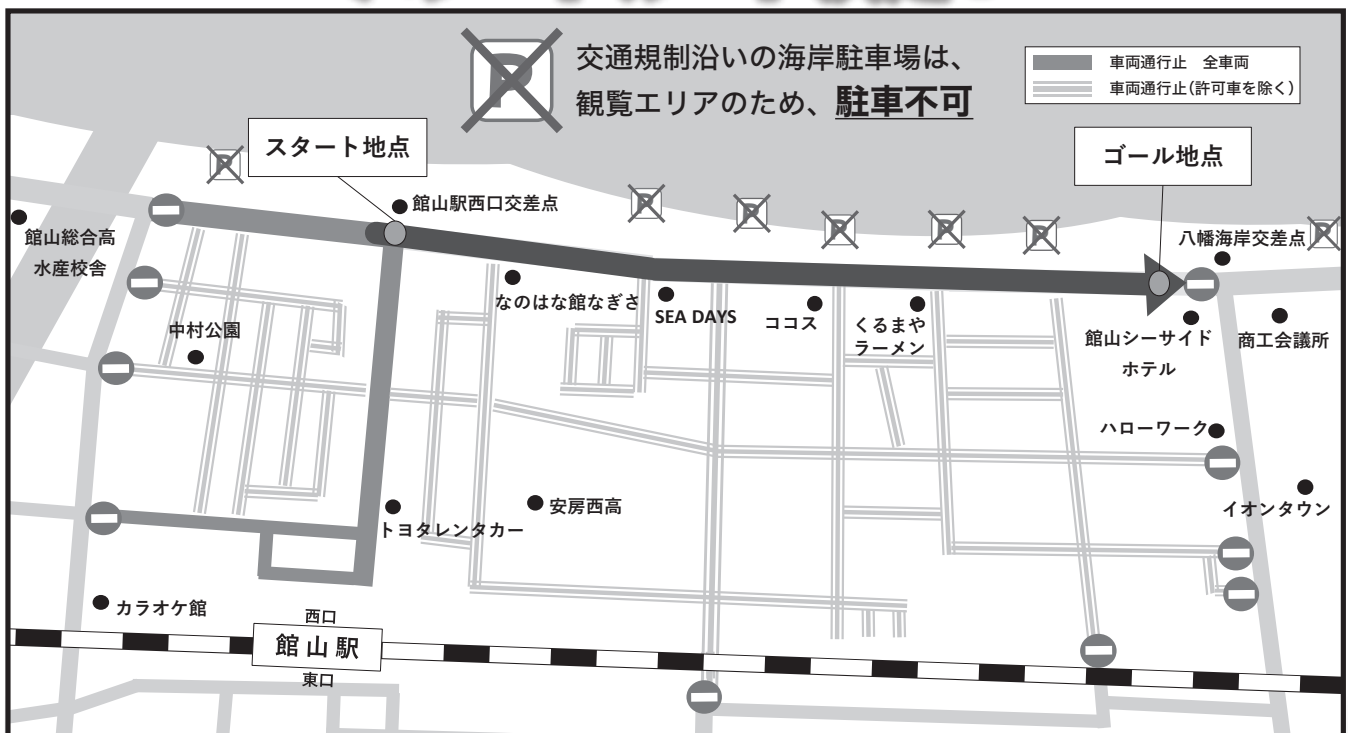 交通規制沿いの海岸駐車場は、
観覧エリアのため、駐車不可
車両通行止 全車両
車両通行止(許可車を除く)
スタート地点
ゴール地点
館山駅西口交差点
八幡海岸交差点
館山総合高
水産校舎
なのはな館なぎさ
SEA DAYS
ココス
くるまや
ラーメン
館山シーサイド
ホテル
商工会議所
中村公園
ハローワーク
トヨタレンタカー
安房西高
イオンタウン
カラオケ館
西口
館山駅
東口
P
P
P
P
P
P
P
P